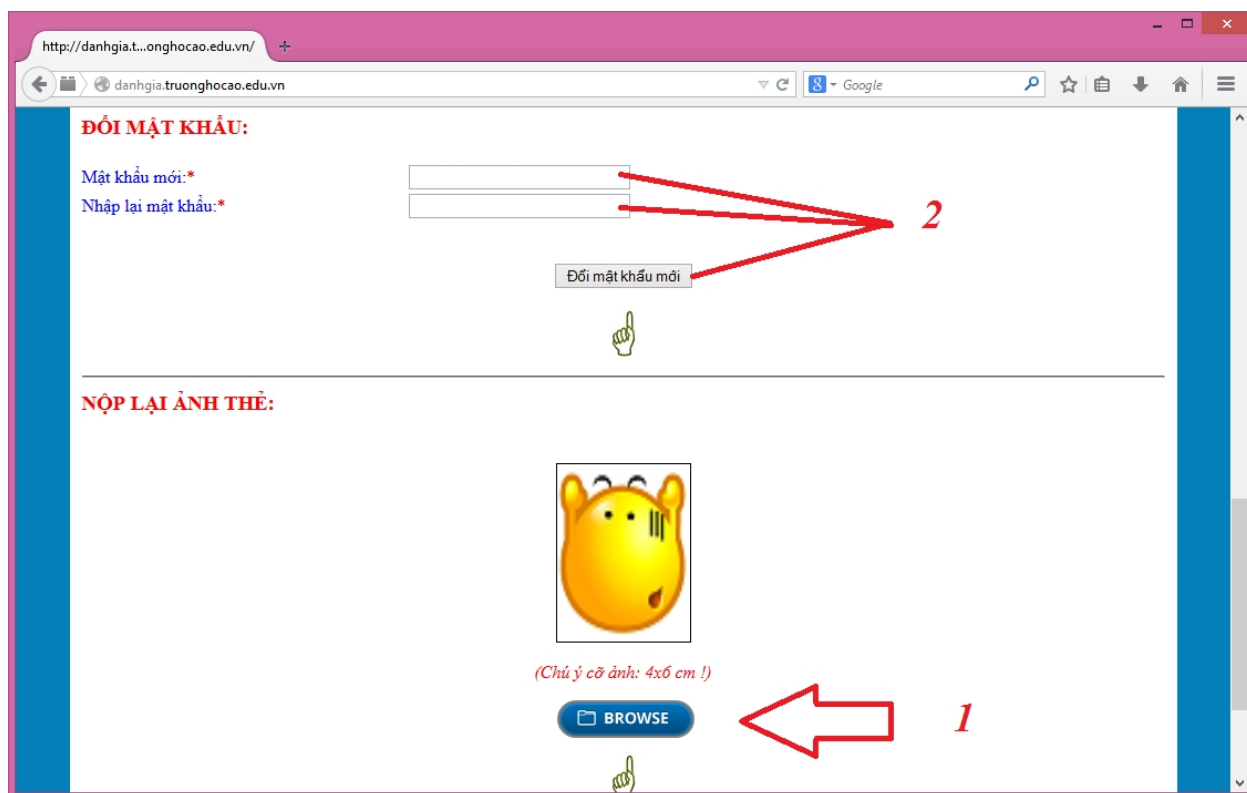 http://danhgia.t...onghocao.edu.vn/
danhgia.truonghocao.edu.vn
Google
ĐỔI MẬT KHẨU:
Mật khẩu mới:*
Nhập lại mật khẩu:*
2
Đổi mật khẩu mới
NỘP LẠI ẢNH THẺ:
(Chú ý cỡ ảnh: 4x6 cm !)
BROWSE
1